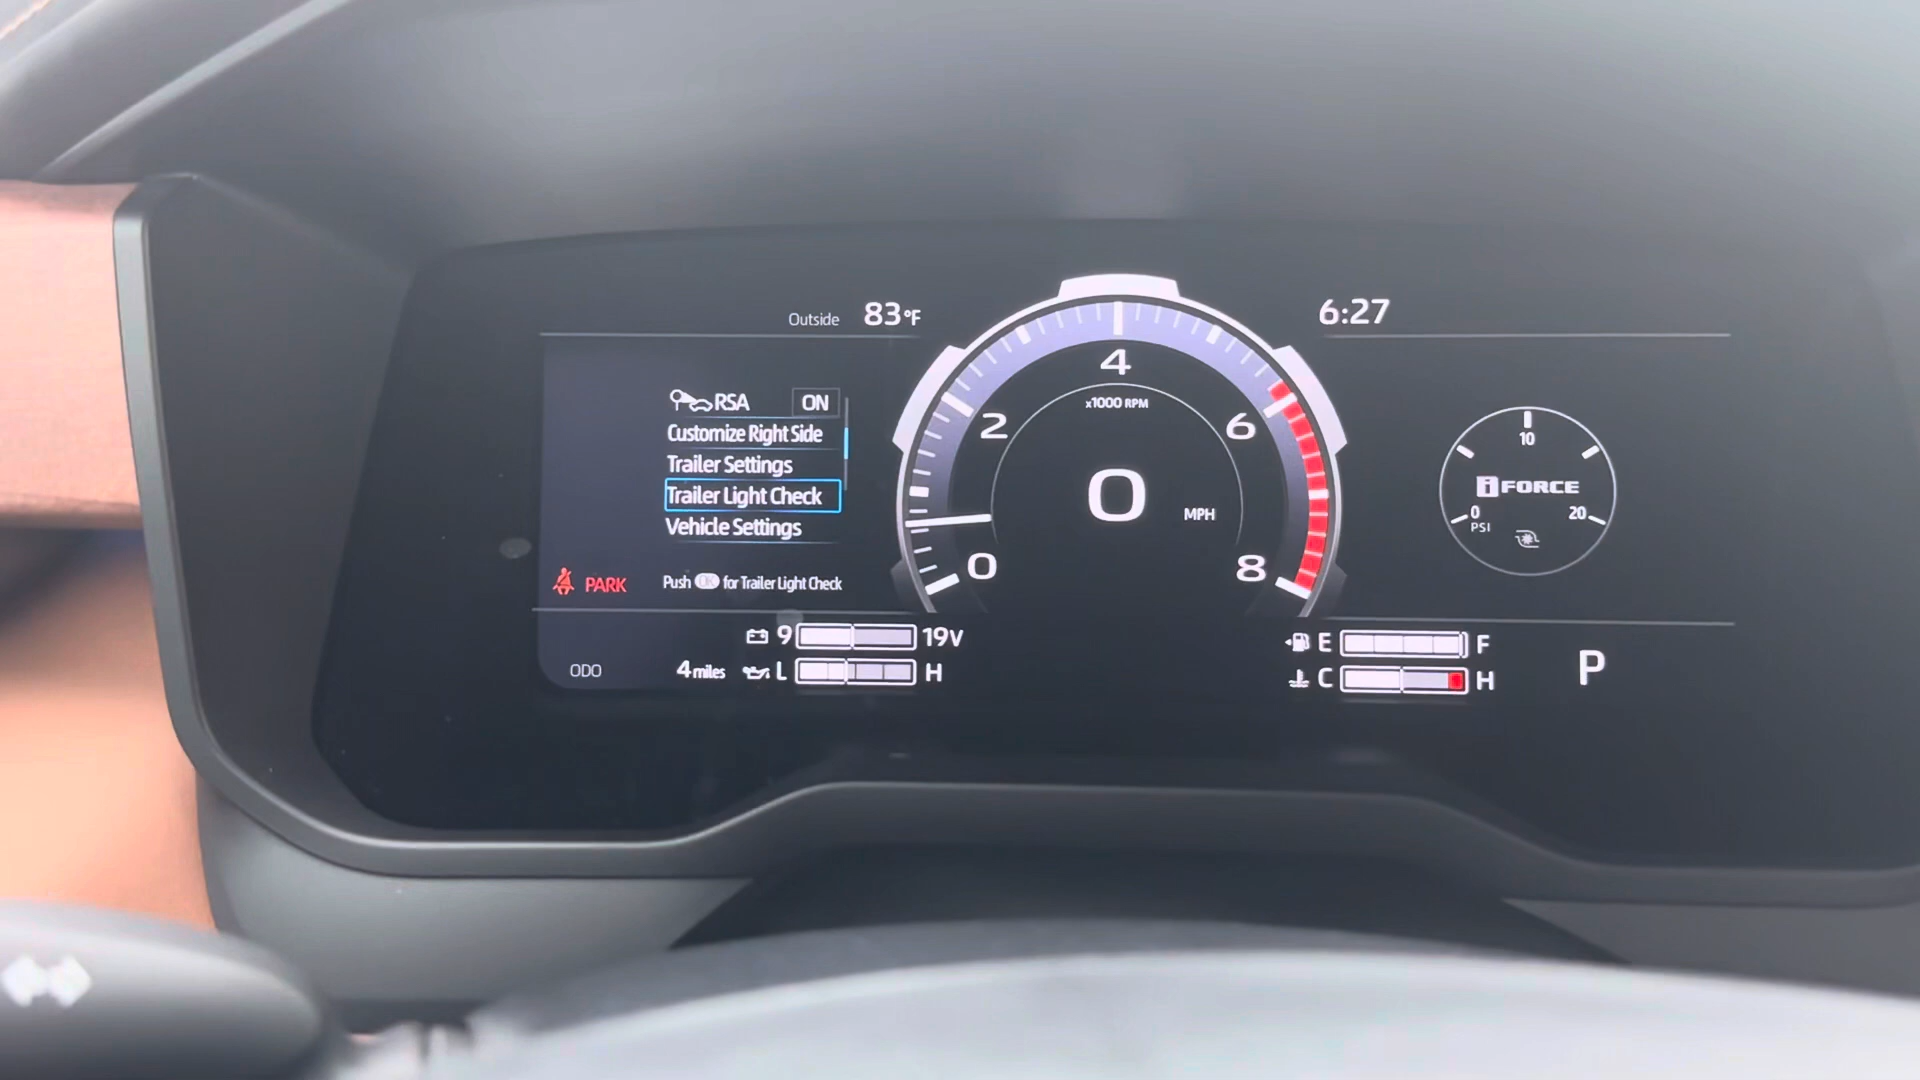 Outside 83°F
6:27
RSA ON
Customize Right Side
Trailer Settings
Trailer Light Check
Vehicle Settings
Push OK for Trailer Light Check
PARK
9 19V
ODO 4 miles
L H
4
x1000 RPM
2 6
0 MPH
0 8
10
iFORCE
0 20
PSI
E F
C H
P